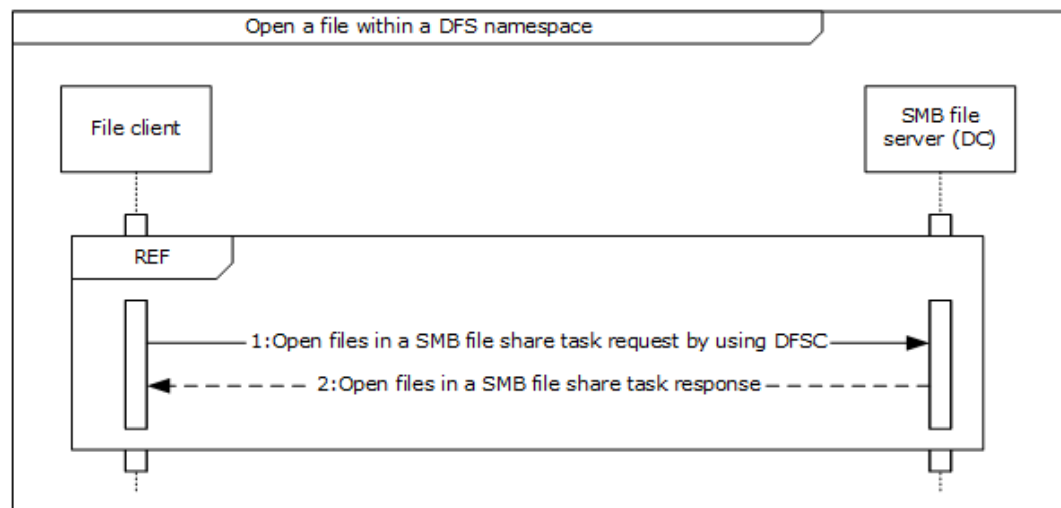 Open a file within a DFS namespace
File client
SMB file
server (DC)
REF
1:Open files in a SMB file share task request by using DFSC
2:Open files in a SMB file share task response